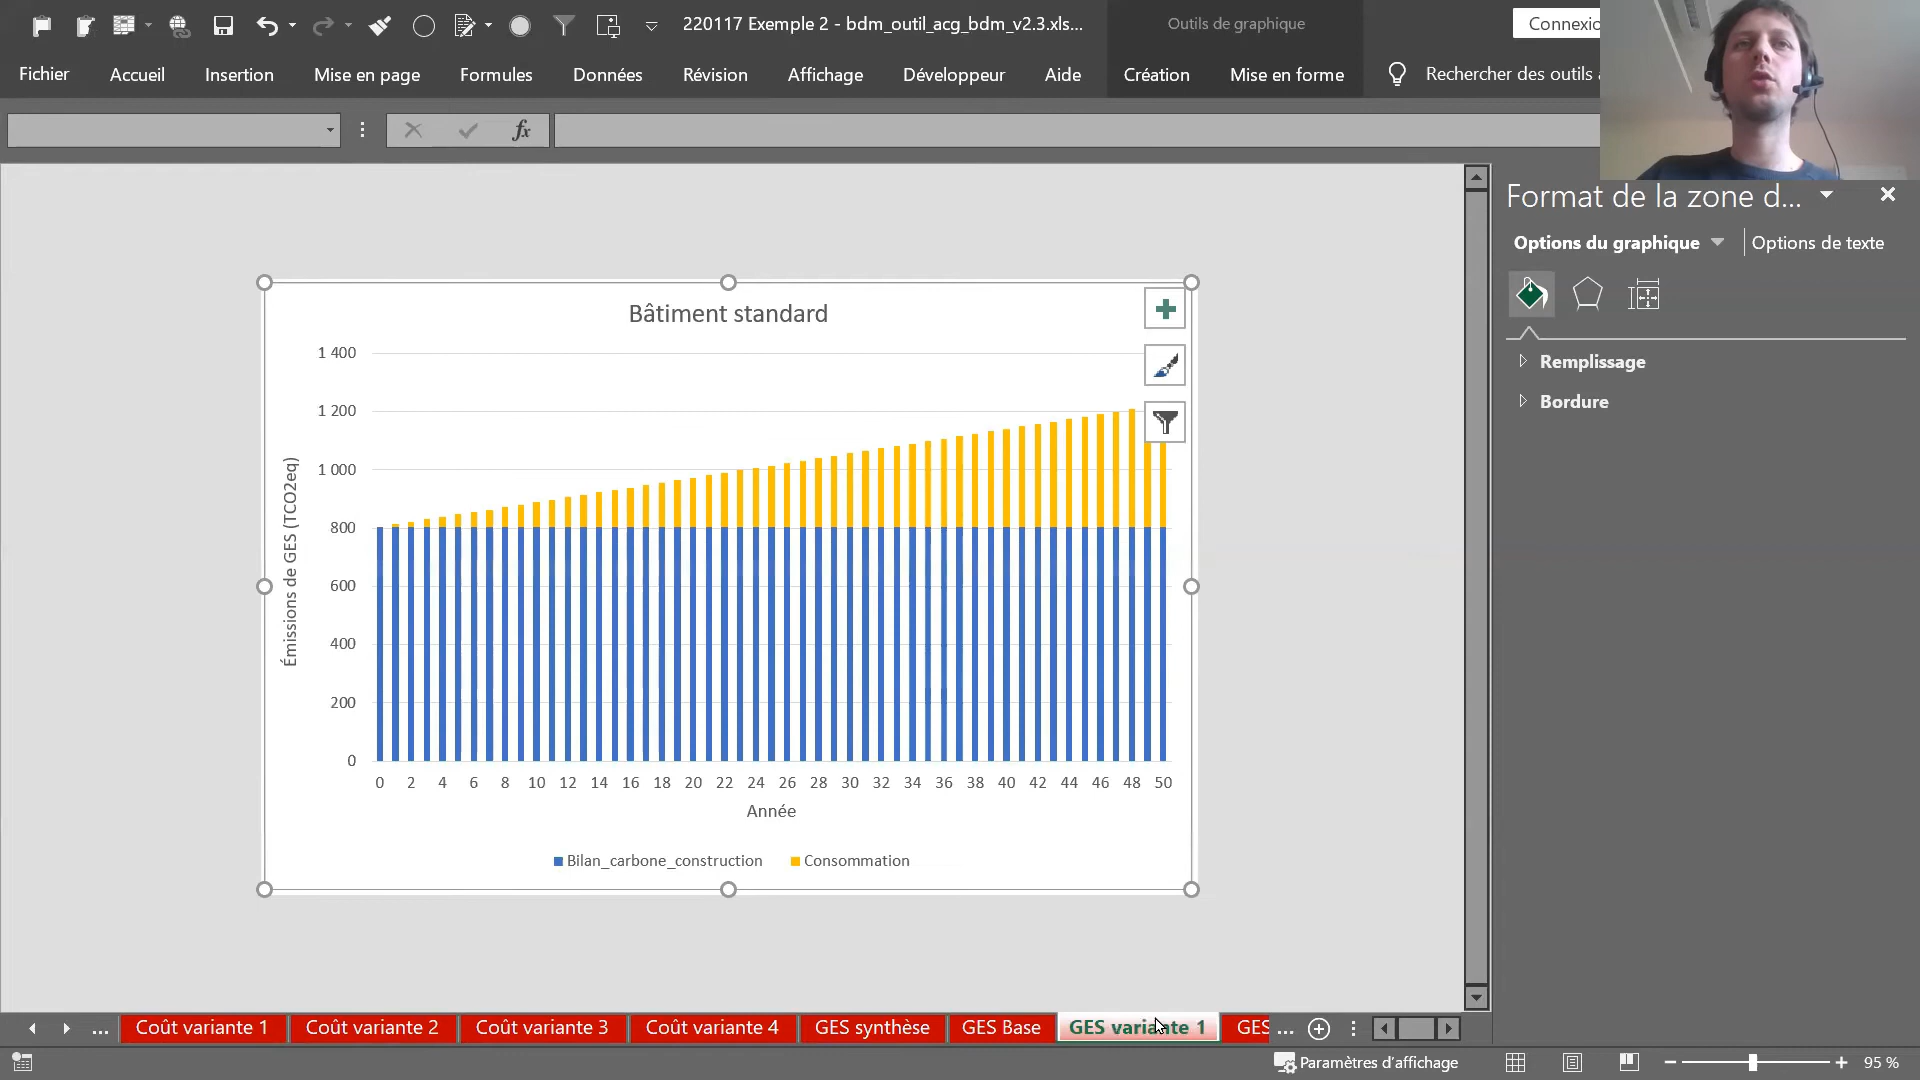 220117 Exemple 2 - bdm_outil_acg_bdm_v2.3.xls...
Outils de graphique
Connexio
Fichier
Accueil
Insertion
Mise en page
Formules
Données
Révision
Affichage
Développeur
Aide
Création
Mise en forme
Rechercher des outils a
fx
Format de la zone d...
Options du graphique
Options de texte
Remplissage
Bordure
Bâtiment standard
Émissions de GES (TCO2eq)
1 400
1 200
1 000
800
600
400
200
0
0 2 4 6 8 10 12 14 16 18 20 22 24 26 28 30 32 34 36 38 40 42 44 46 48 50
Année
Bilan_carbone_construction
Consommation
...
Coût variante 1
Coût variante 2
Coût variante 3
Coût variante 4
GES synthèse
GES Base
GES variante 1
GES
...
Paramètres d'affichage
95 %